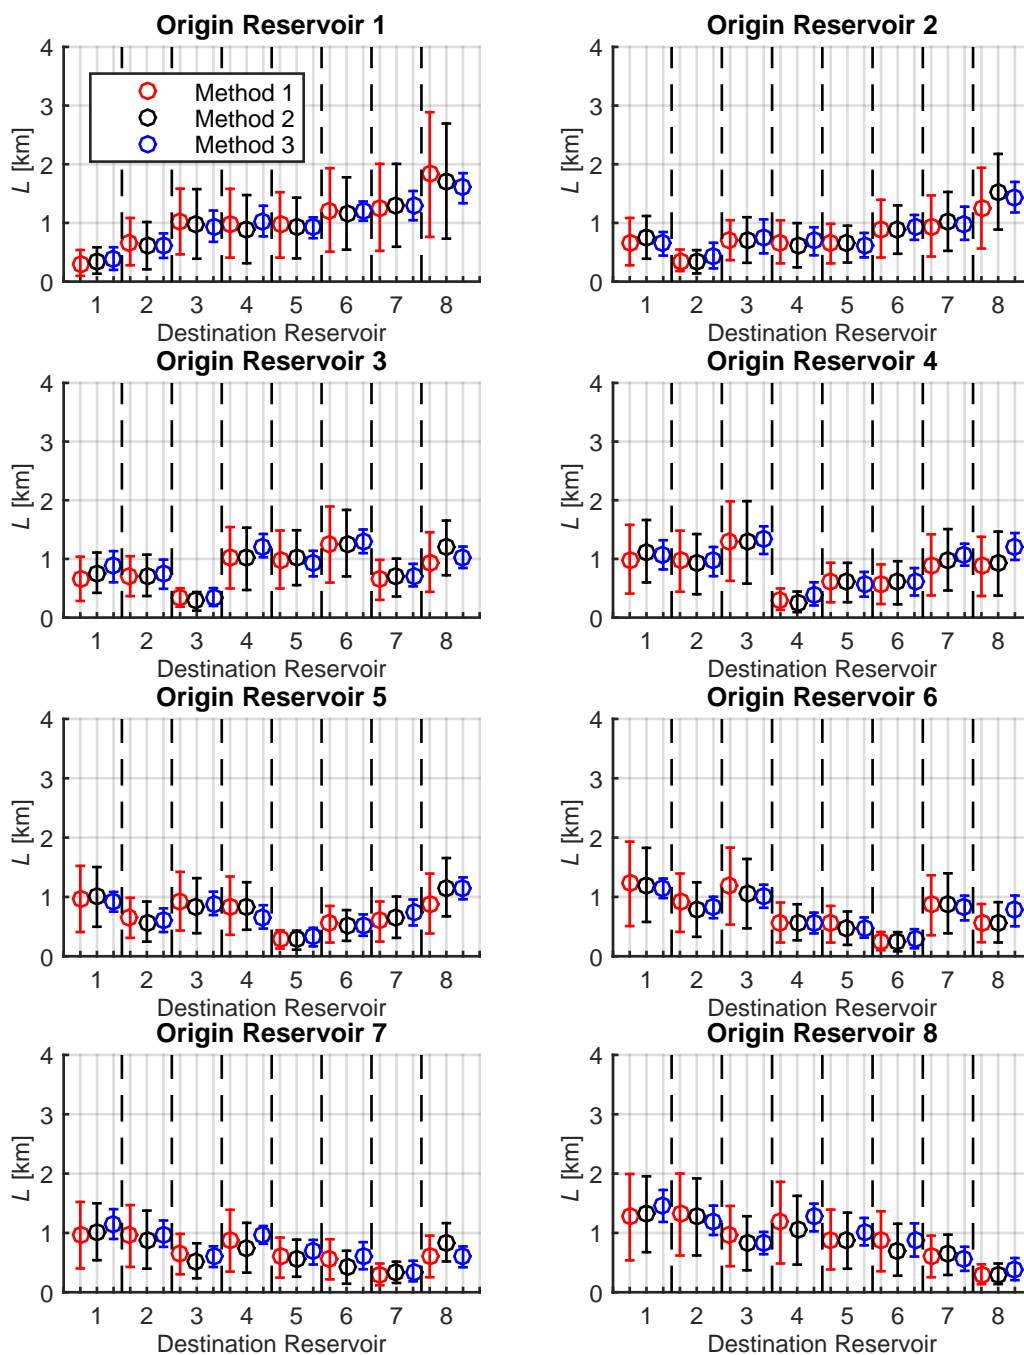 Origin Reservoir 1
4
3
2
1
0
L [km]
Method 1
Method 2
Method 3
1 2 3 4 5 6 7 8
Destination Reservoir
Origin Reservoir 2
4
3
2
1
0
L [km]
1 2 3 4 5 6 7 8
Destination Reservoir
Origin Reservoir 3
4
3
2
1
0
L [km]
1 2 3 4 5 6 7 8
Destination Reservoir
Origin Reservoir 4
4
3
2
1
0
L [km]
1 2 3 4 5 6 7 8
Destination Reservoir
Origin Reservoir 5
4
3
2
1
0
L [km]
1 2 3 4 5 6 7 8
Destination Reservoir
Origin Reservoir 6
4
3
2
1
0
L [km]
1 2 3 4 5 6 7 8
Destination Reservoir
Origin Reservoir 7
4
3
2
1
0
L [km]
1 2 3 4 5 6 7 8
Destination Reservoir
Origin Reservoir 8
4
3
2
1
0
L [km]
1 2 3 4 5 6 7 8
Destination Reservoir